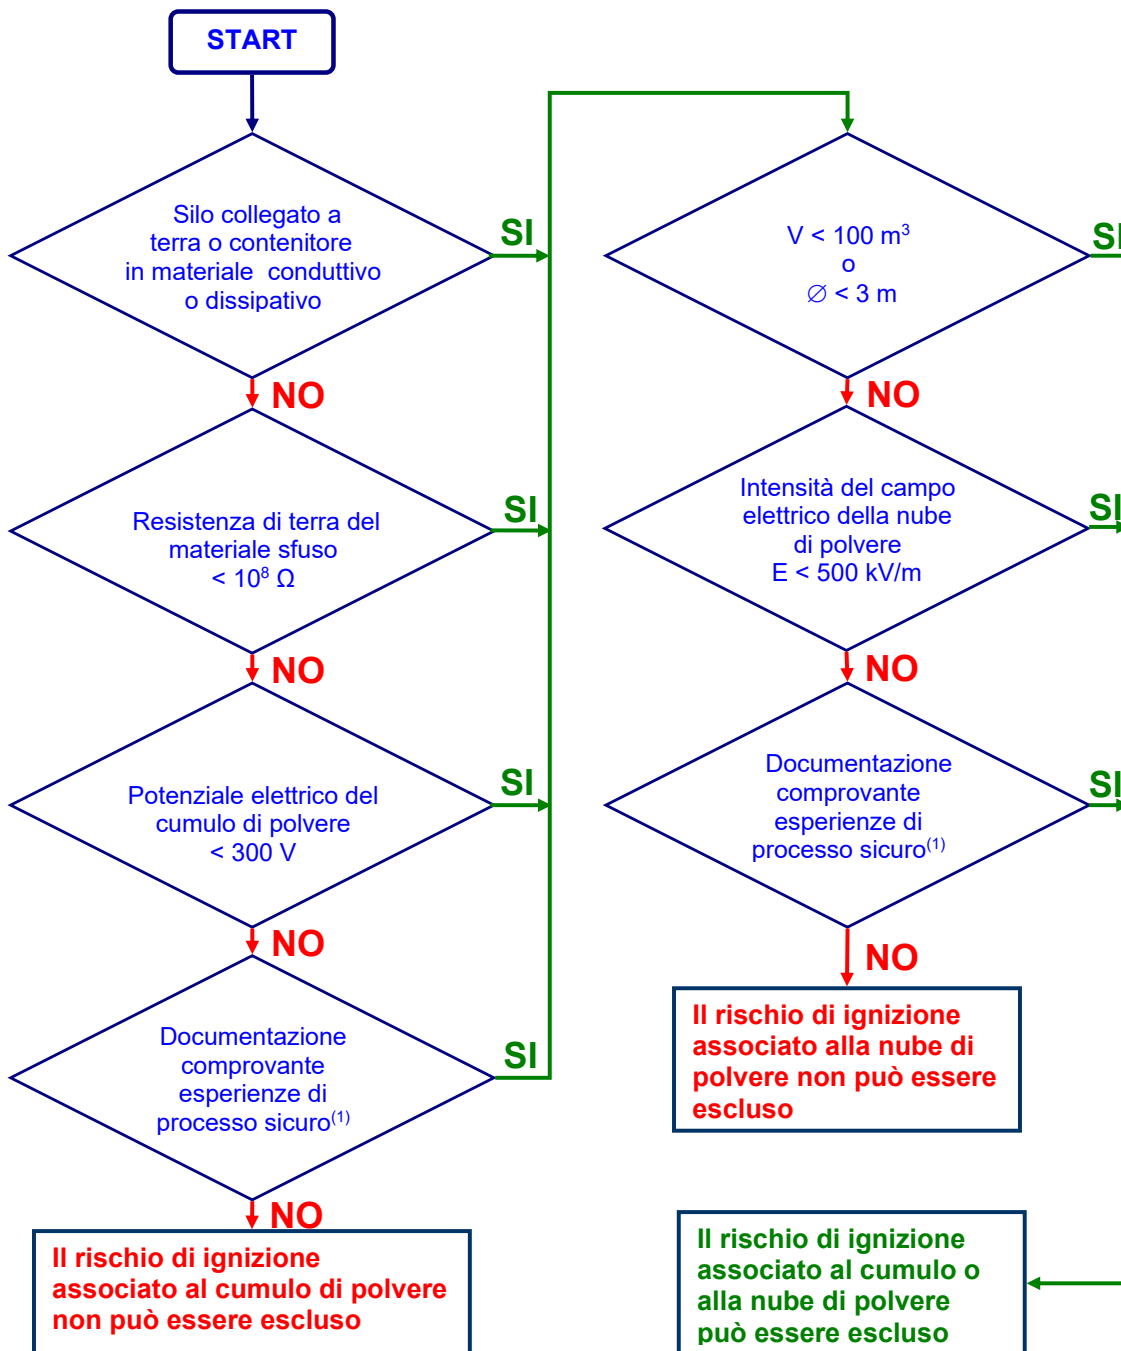 START
Silo collegato a
terra o contenitore
in materiale conduttivo
o dissipativo
SI
NO
Resistenza di terra del
materiale sfuso
< 10⁸ Ω
SI
NO
Potenziale elettrico del
cumulo di polvere
< 300 V
SI
NO
Documentazione
comprovante
esperienze di
processo sicuro⁽¹⁾
SI
NO
Il rischio di ignizione
associato al cumulo di polvere
non può essere escluso
V < 100 m³
o
∅ < 3 m
SI
NO
Intensità del campo
elettrico della nube
di polvere
E < 500 kV/m
SI
NO
Documentazione
comprovante
esperienze di
processo sicuro⁽¹⁾
SI
NO
Il rischio di ignizione
associato alla nube di
polvere non può essere
escluso
Il rischio di ignizione
associato al cumulo o
alla nube di polvere
può essere escluso